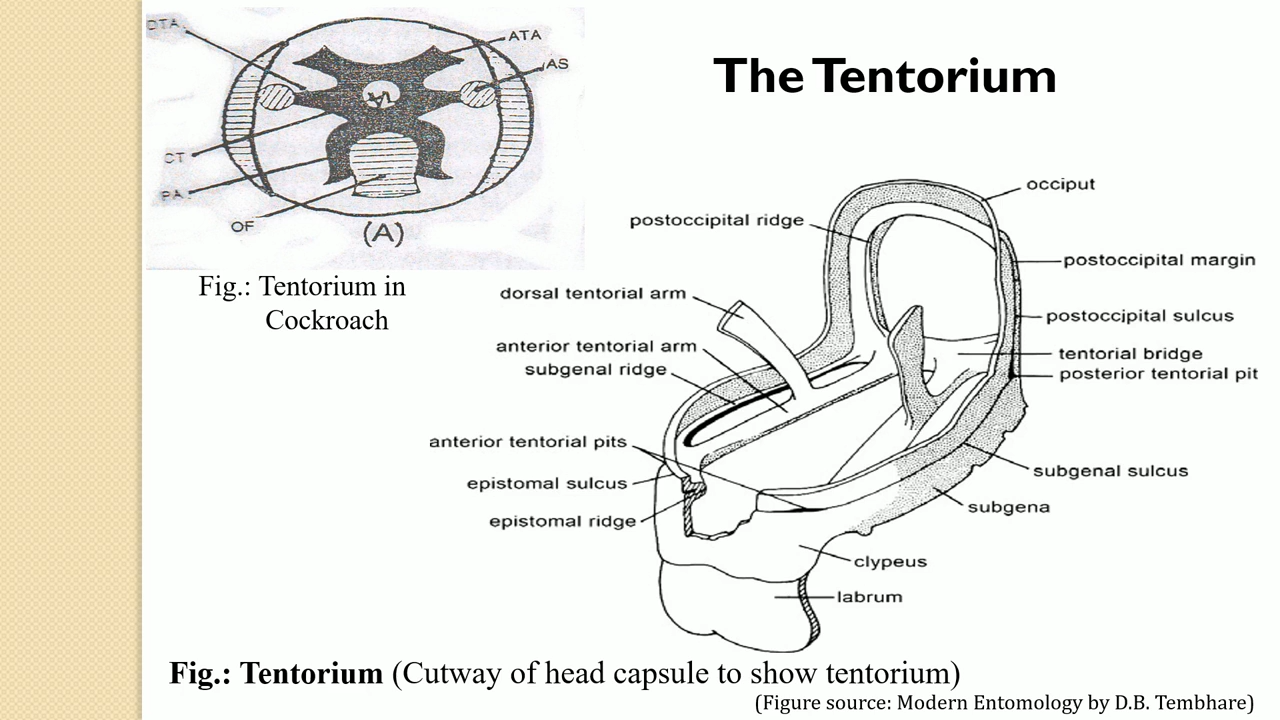 The Tentorium
DTA
ATA
AS
CT
PA
OF
(A)
Fig.: Tentorium in
Cockroach
occiput
postoccipital ridge
postoccipital margin
dorsal tentorial arm
postoccipital sulcus
anterior tentorial arm
tentorial bridge
subgenal ridge
posterior tentorial pit
anterior tentorial pits
subgenal sulcus
epistomal sulcus
subgena
epistomal ridge
clypeus
labrum
Fig.: Tentorium (Cutway of head capsule to show tentorium)
(Figure source: Modern Entomology by D.B. Tembhare)